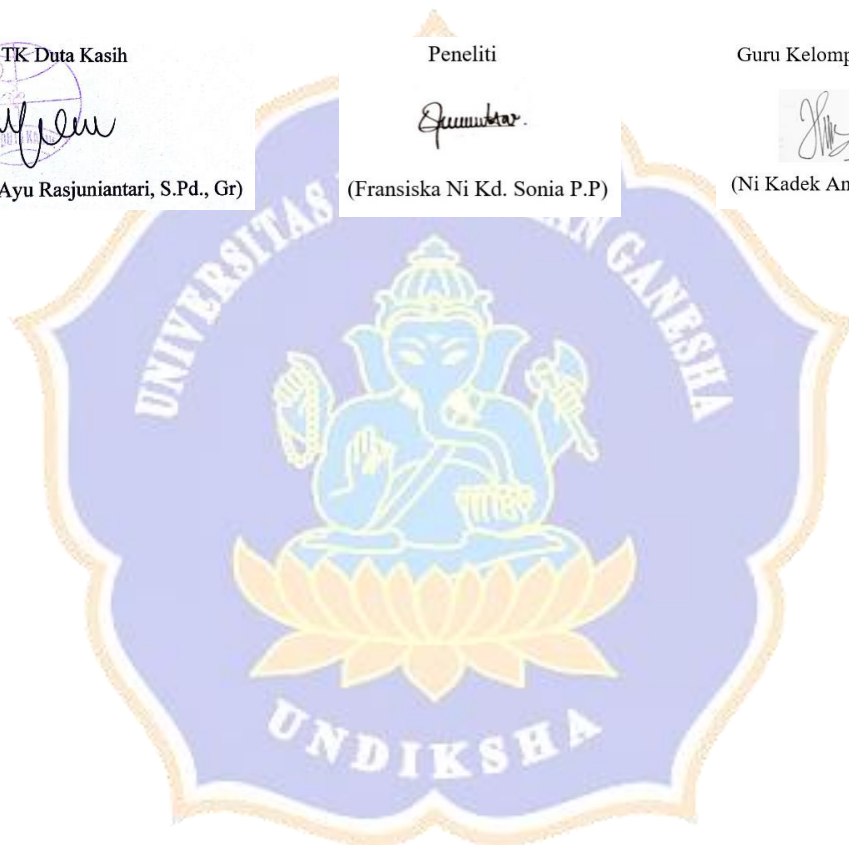 TK Duta Kasih
Peneliti
Guru Kelomp
Ayu Rasjuniantari, S.Pd., Gr)
(Fransiska Ni Kd. Sonia P.P)
(Ni Kadek An
UNIVERSITAS GANESHA
UNDIKSHA